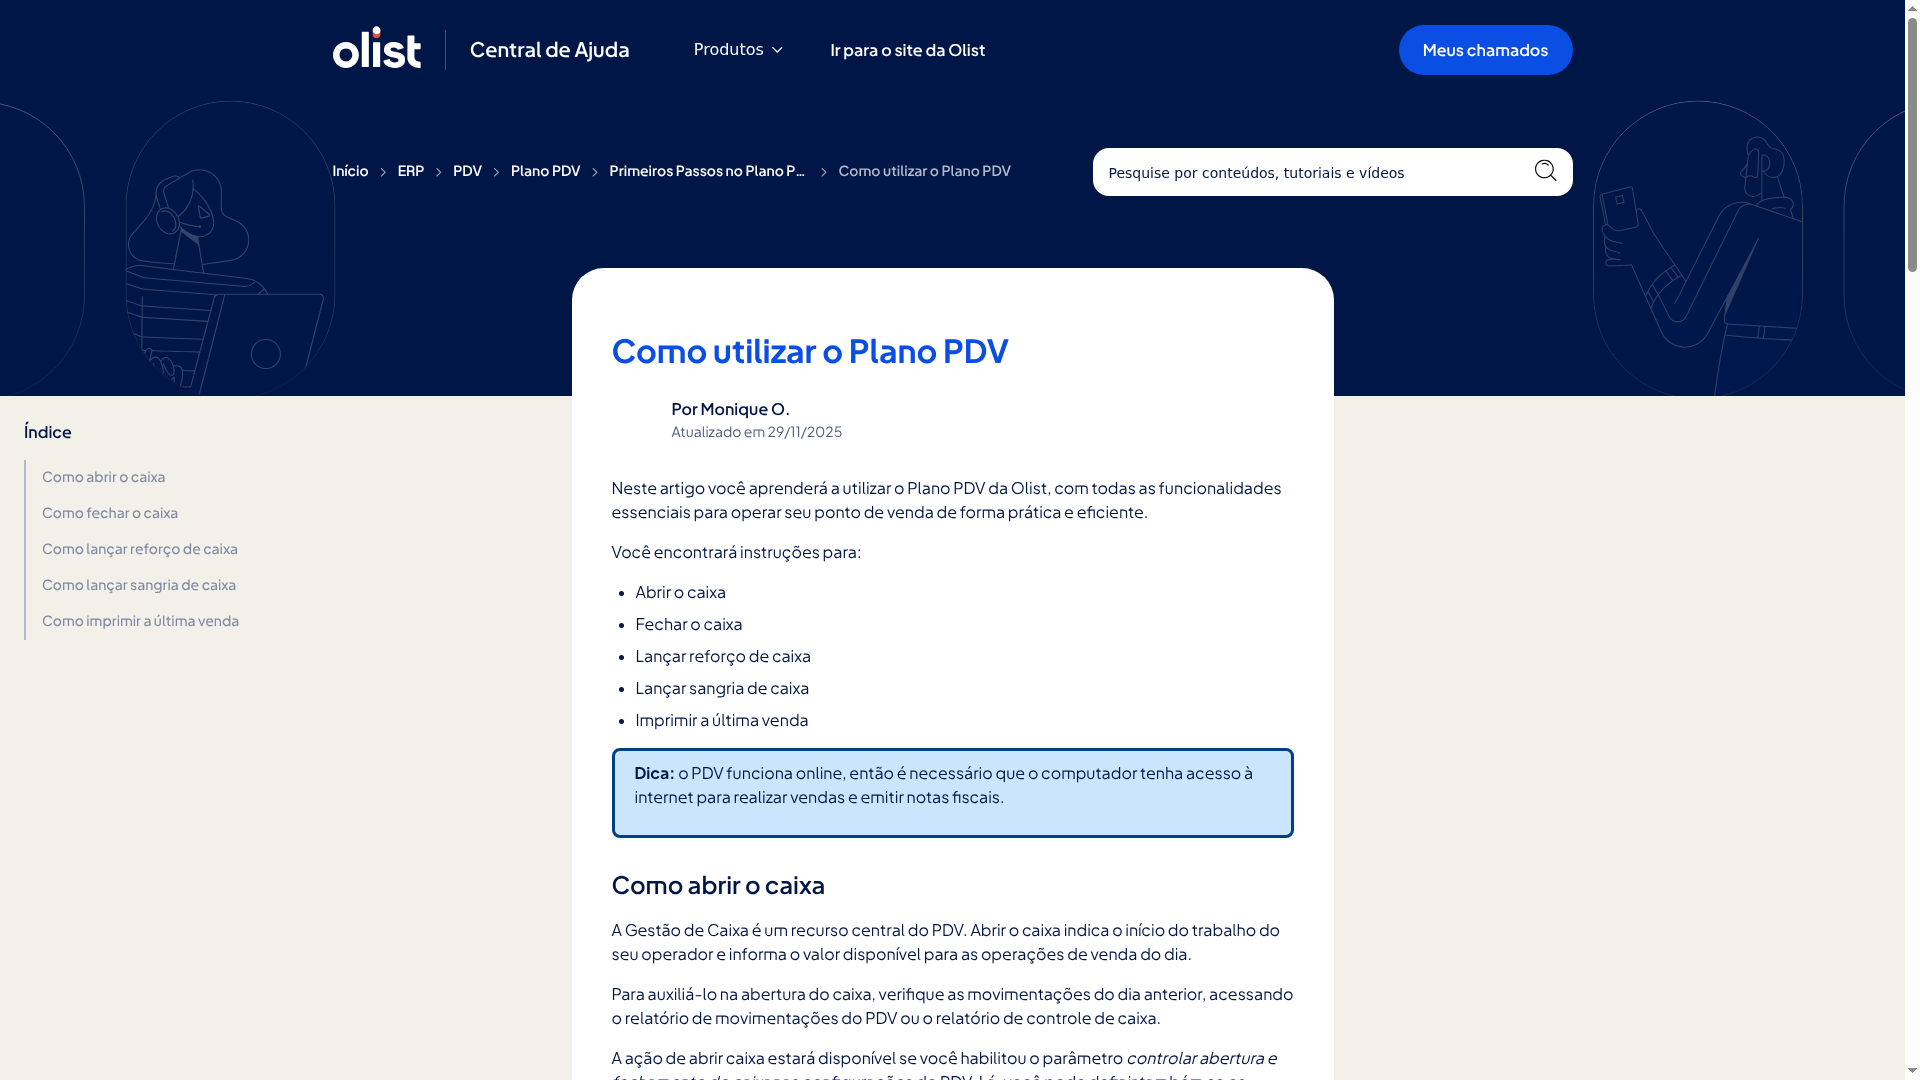 olist
Central de Ajuda
Produtos
Ir para o site da Olist
Meus chamados
Início > ERP > PDV > Plano PDV > Primeiros Passos no Plano P... > Como utilizar o Plano PDV
Pesquise por conteúdos, tutoriais e vídeos
Como utilizar o Plano PDV
Por Monique O.
Atualizado em 29/11/2025
Índice
Como abrir o caixa
Como fechar o caixa
Como lançar reforço de caixa
Como lançar sangria de caixa
Como imprimir a última venda
Neste artigo você aprenderá a utilizar o Plano PDV da Olist, com todas as funcionalidades
essenciais para operar seu ponto de venda de forma prática e eficiente.
Você encontrará instruções para:
• Abrir o caixa
• Fechar o caixa
• Lançar reforço de caixa
• Lançar sangria de caixa
• Imprimir a última venda
Dica: o PDV funciona online, então é necessário que o computador tenha acesso à
internet para realizar vendas e emitir notas fiscais.
Como abrir o caixa
A Gestão de Caixa é um recurso central do PDV. Abrir o caixa indica o início do trabalho do
seu operador e informa o valor disponível para as operações de venda do dia.
Para auxiliá-lo na abertura do caixa, verifique as movimentações do dia anterior, acessando
o relatório de movimentações do PDV ou o relatório de controle de caixa.
A ação de abrir caixa estará disponível se você habilitou o parâmetro controlar abertura e